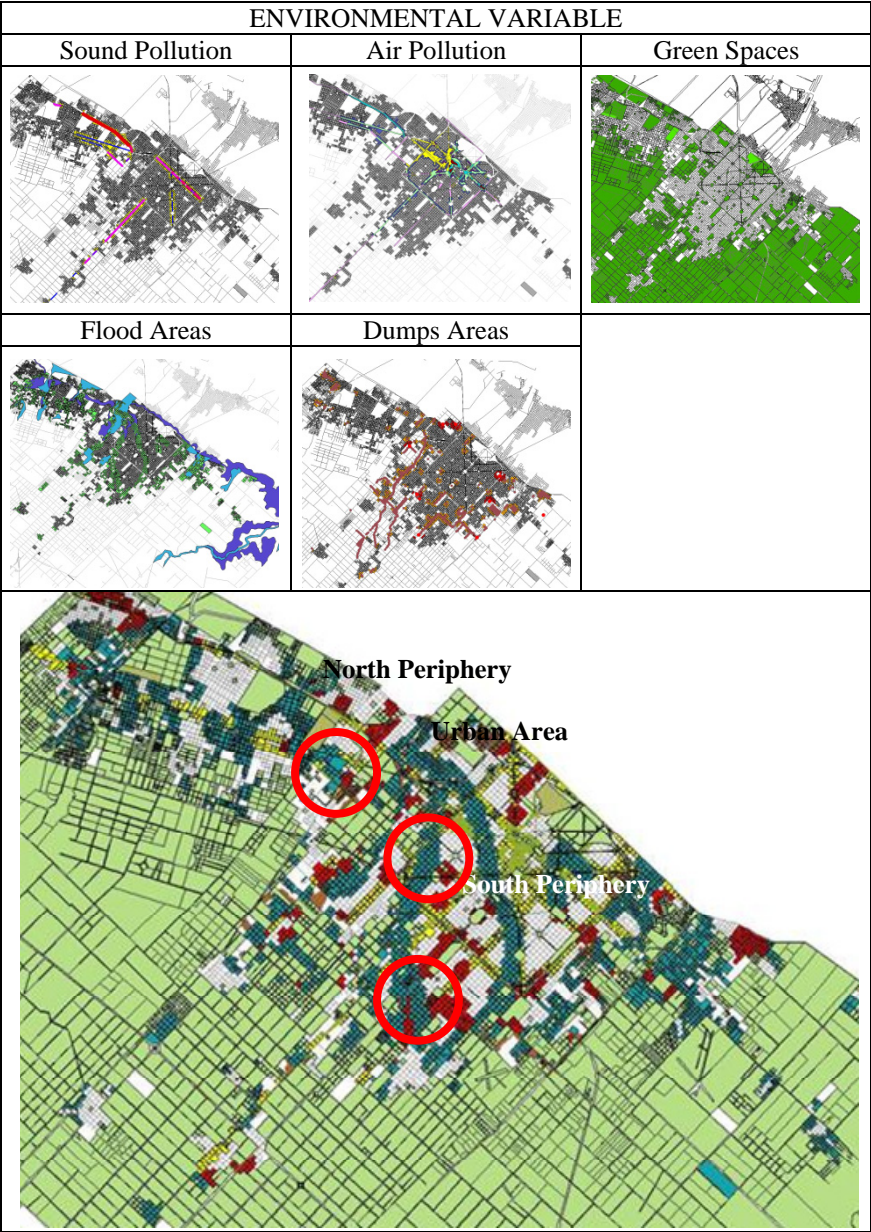 ENVIRONMENTAL VARIABLE
Sound Pollution
Air Pollution
Green Spaces
Flood Areas
Dumps Areas
North Periphery
Urban Area
South Periphery